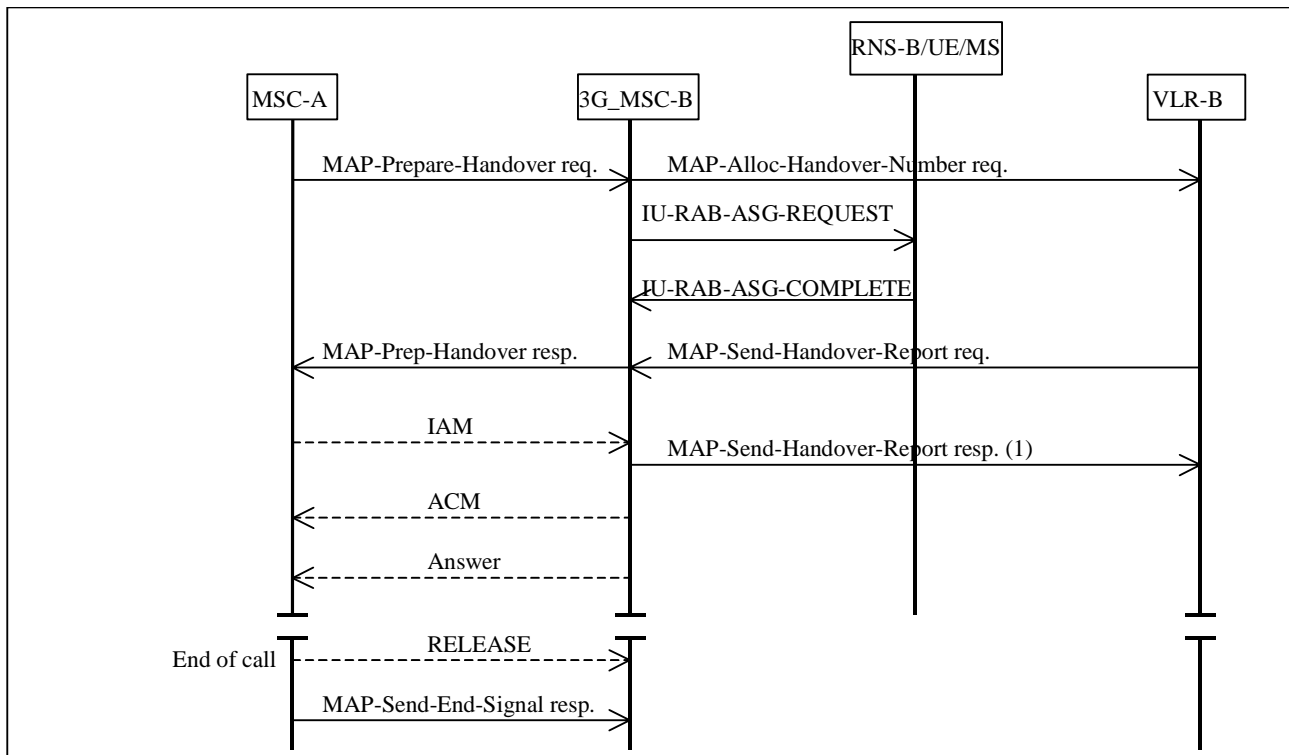 RNS-B/UE/MS
MSC-A
3G_MSC-B
VLR-B
MAP-Prepare-Handover req.
MAP-Alloc-Handover-Number req.
IU-RAB-ASG-REQUEST
IU-RAB-ASG-COMPLETE
MAP-Prep-Handover resp.
MAP-Send-Handover-Report req.
IAM
MAP-Send-Handover-Report resp. (1)
ACM
Answer
RELEASE
End of call
MAP-Send-End-Signal resp.